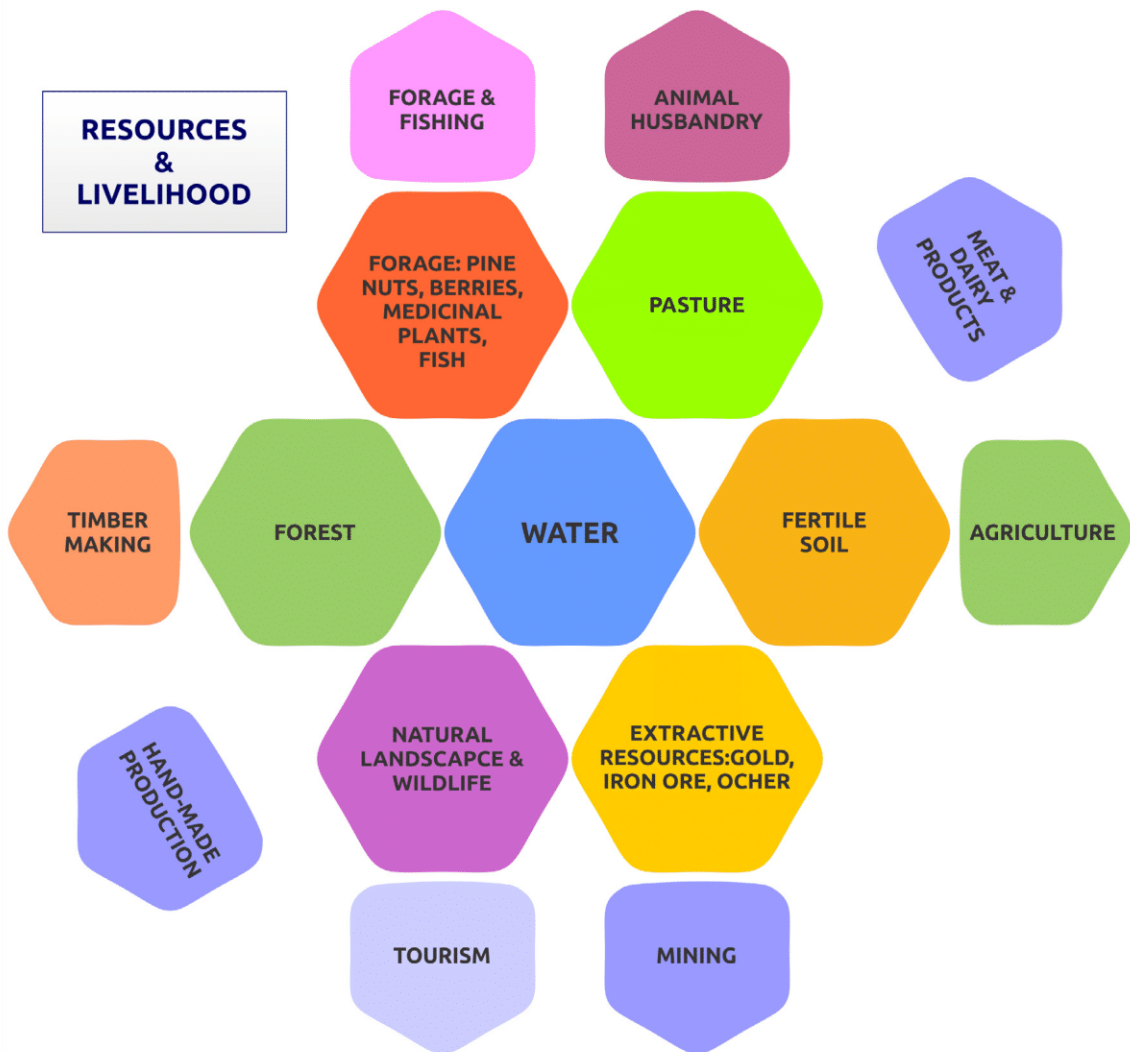 RESOURCES
&
LIVELIHOOD
FORAGE &
FISHING
ANIMAL
HUSBANDRY
FORAGE: PINE
NUTS, BERRIES,
MEDICINAL
PLANTS,
FISH
PASTURE
MEAT &
DAIRY
PRODUCTS
TIMBER
MAKING
FOREST
WATER
FERTILE
SOIL
AGRICULTURE
NATURAL
LANDSCAPCE &
WILDLIFE
EXTRACTIVE
RESOURCES:GOLD,
IRON ORE, OCHER
HAND-MADE
PRODUCTION
TOURISM
MINING